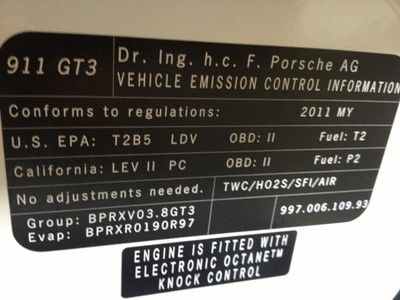 911 GT3
Dr. Ing. h.c. F. Porsche AG
VEHICLE EMISSION CONTROL INFORMATION
Conforms to regulations: 2011 MY
U.S. EPA: T2B5 LDV OBD: II Fuel: T2
California: LEV II PC OBD: II Fuel: P2
No adjustments needed. TWC/HO2S/SFI/AIR
Group: BPRXV03.8GT3
Evap: BPRXR0190R97
997.006.109.93
ENGINE IS FITTED WITH
ELECTRONIC OCTANE™
KNOCK CONTROL